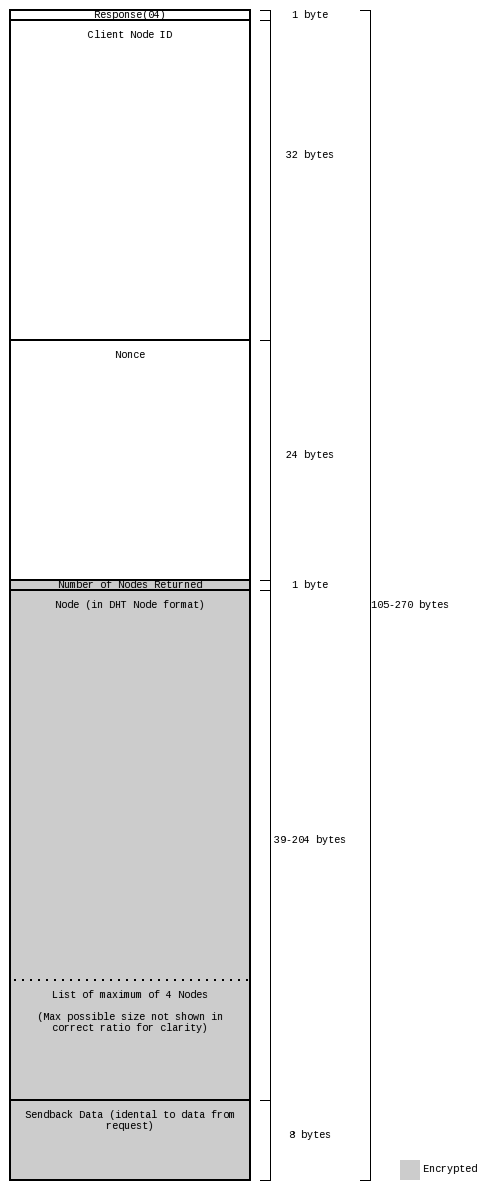 Response(04)
1 byte
Client Node ID
32 bytes
Nonce
24 bytes
Number of Nodes Returned
1 byte
Node (in DHT Node format)
105-270 bytes
39-204 bytes
List of maximum of 4 Nodes
(Max possible size not shown in
correct ratio for clarity)
Sendback Data (idental to data from
request)
8 bytes
Encrypted